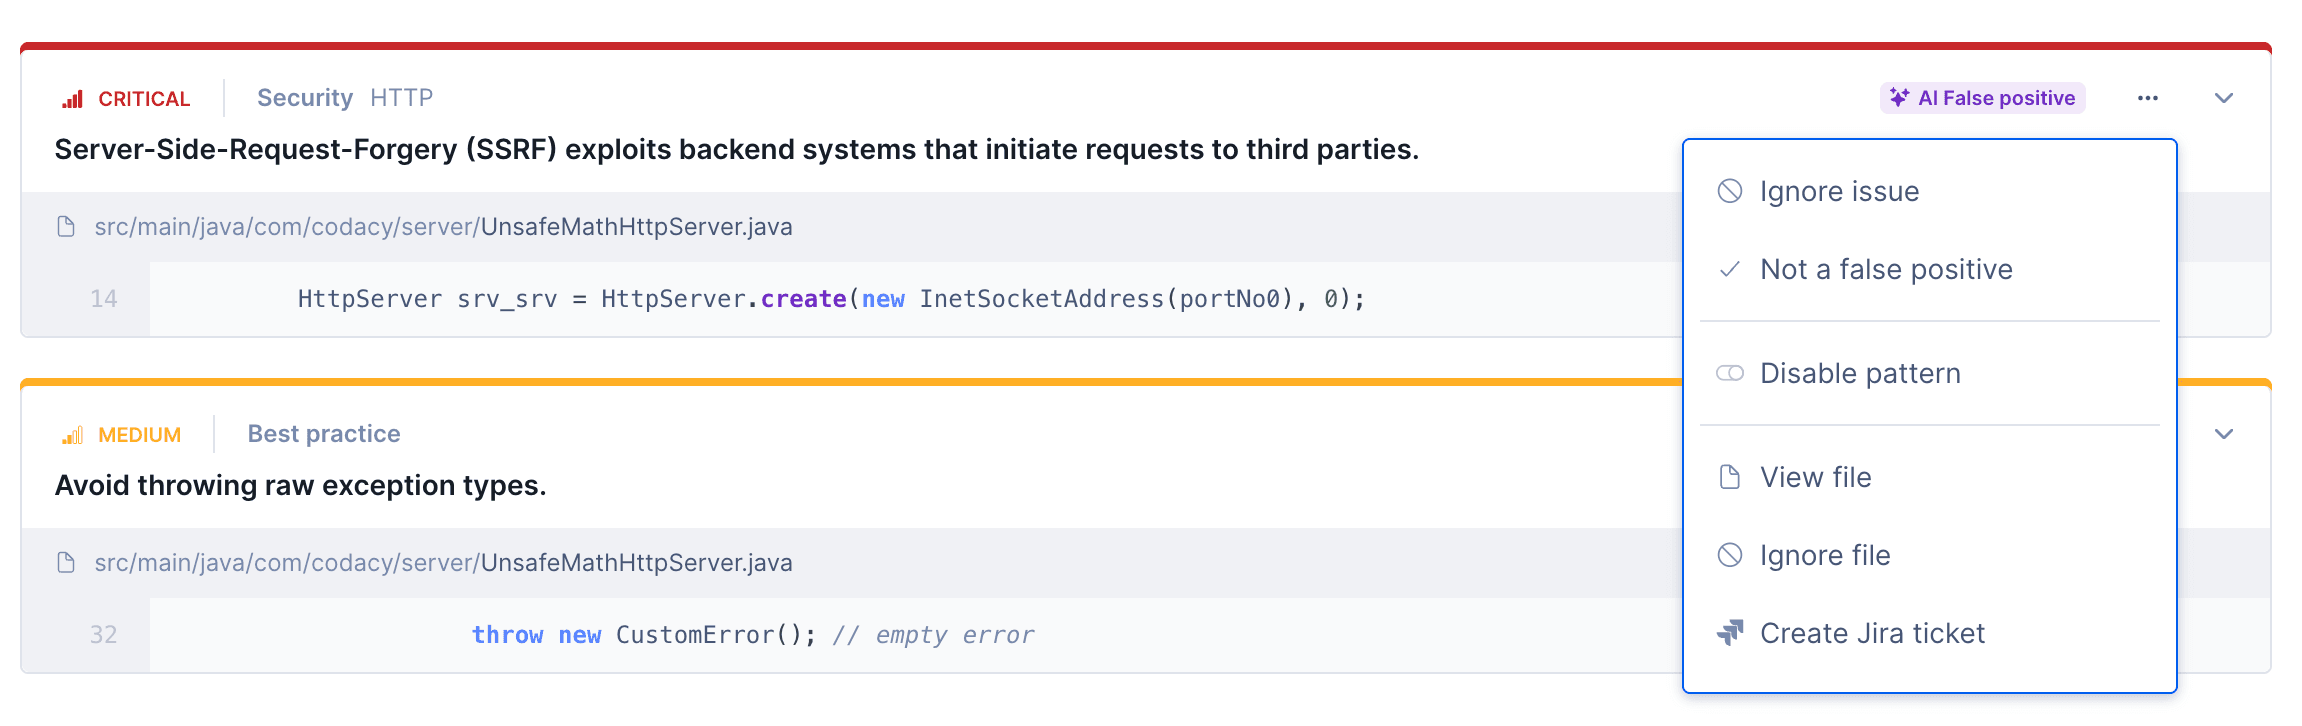 CRITICAL Security HTTP AI False positive ...
Server-Side-Request-Forgery (SSRF) exploits backend systems that initiate requests to third parties.
src/main/java/com/codacy/server/UnsafeMathHttpServer.java
14 HttpServer srv_srv = HttpServer.create(new InetSocketAddress(portNo0), 0);
MEDIUM Best practice
Avoid throwing raw exception types.
src/main/java/com/codacy/server/UnsafeMathHttpServer.java
32 throw new CustomError(); // empty error
Ignore issue
Not a false positive
Disable pattern
View file
Ignore file
Create Jira ticket